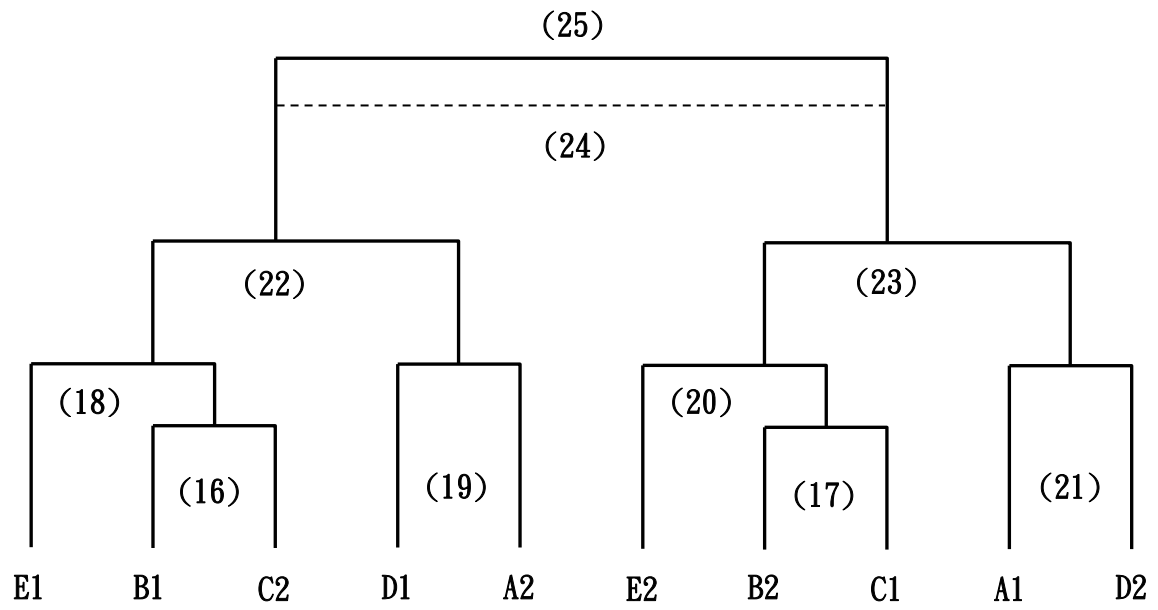 (25)
(24)
(22) (23)
(18) (20)
(16) (19) (17) (21)
E1 B1 C2 D1 A2 E2 B2 C1 A1 D2